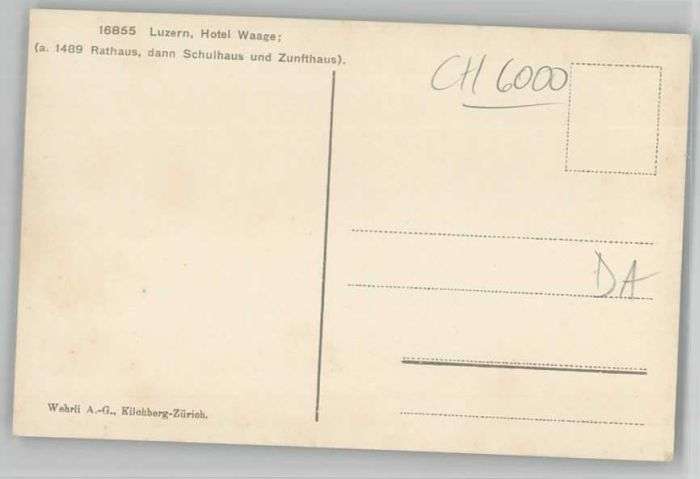 16855 Luzern, Hotel Waage;
(a. 1489 Rathaus, dann Schulhaus und Zunfthaus).
CH 6000
DA
Wehrli A.-G., Kilchberg-Zürich.